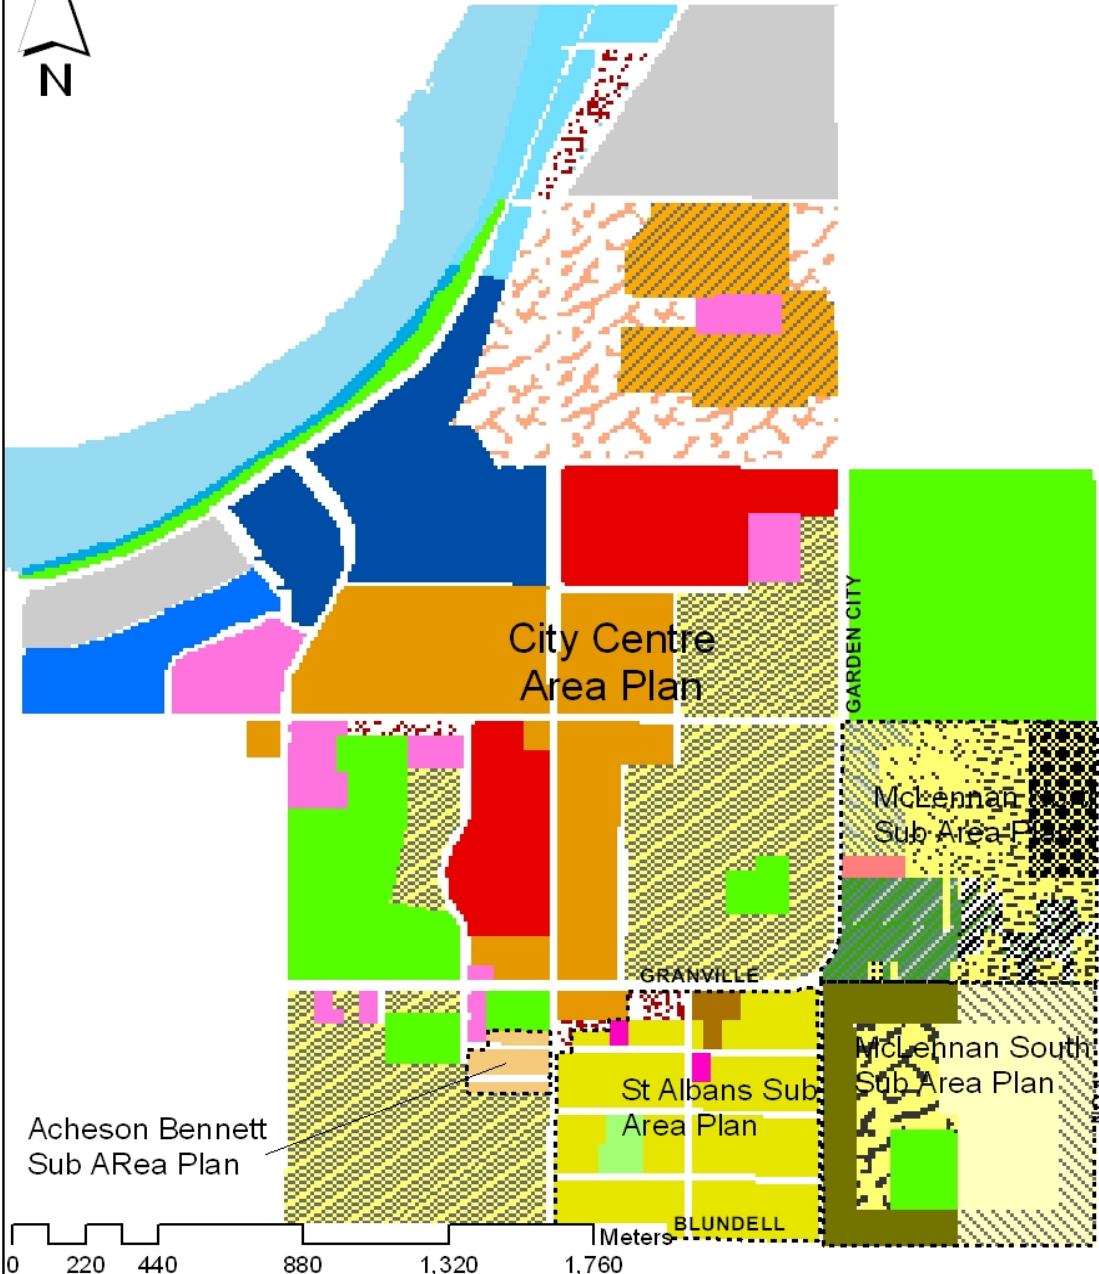 N
City Centre
Area Plan
GARDEN CITY
McLennan
Sub Area Plan
GRANVILLE
McLennan South
Sub Area Plan
St Albans Sub
Area Plan
Acheson Bennett
Sub ARea Plan
BLUNDELL
Meters
0 220 440 880 1,320 1,760